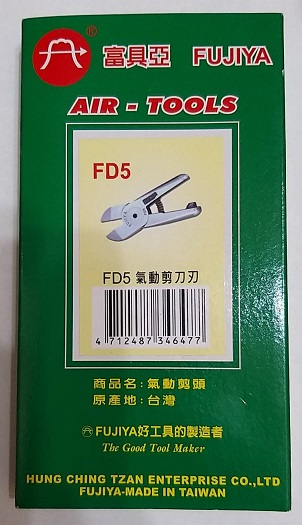 ® 富具亞 FUJIYA
AIR - TOOLS
FD5
FD5 氣動剪刀刃
4 712487 346477
商品名：氣動剪頭
原產地：台灣
FUJIYA好工具的製造者
The Good Tool Maker
HUNG CHING TZAN ENTERPRISE CO.,LTD
FUJIYA-MADE IN TAIWAN